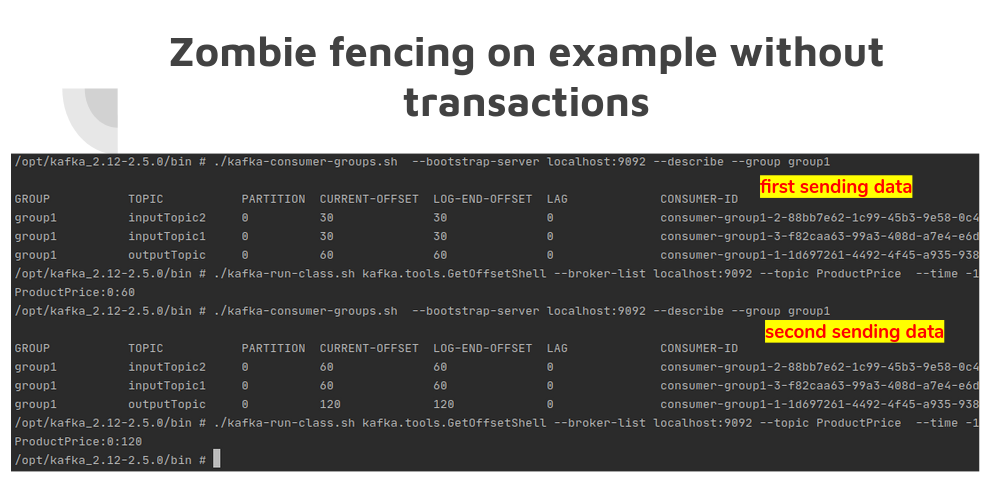 Zombie fencing on example without
transactions
/opt/kafka_2.12-2.5.0/bin # ./kafka-consumer-groups.sh  --bootstrap-server localhost:9092 --describe --group group1
first sending data
GROUP TOPIC PARTITION CURRENT-OFFSET LOG-END-OFFSET LAG CONSUMER-ID
group1 inputTopic2 0 30 30 0 consumer-group1-2-88bb7e62-1c99-45b3-9e58-0c4
group1 inputTopic1 0 30 30 0 consumer-group1-3-f82caa63-99a3-408d-a7e4-e6d
group1 outputTopic 0 60 60 0 consumer-group1-1-1d697261-4492-4f45-a935-938
/opt/kafka_2.12-2.5.0/bin # ./kafka-run-class.sh kafka.tools.GetOffsetShell --broker-list localhost:9092 --topic ProductPrice  --time -1
ProductPrice:0:60
/opt/kafka_2.12-2.5.0/bin # ./kafka-consumer-groups.sh  --bootstrap-server localhost:9092 --describe --group group1
second sending data
GROUP TOPIC PARTITION CURRENT-OFFSET LOG-END-OFFSET LAG CONSUMER-ID
group1 inputTopic2 0 60 60 0 consumer-group1-2-88bb7e62-1c99-45b3-9e58-0c4
group1 inputTopic1 0 60 60 0 consumer-group1-3-f82caa63-99a3-408d-a7e4-e6d
group1 outputTopic 0 120 120 0 consumer-group1-1-1d697261-4492-4f45-a935-938
/opt/kafka_2.12-2.5.0/bin # ./kafka-run-class.sh kafka.tools.GetOffsetShell --broker-list localhost:9092 --topic ProductPrice  --time -1
ProductPrice:0:120
/opt/kafka_2.12-2.5.0/bin #